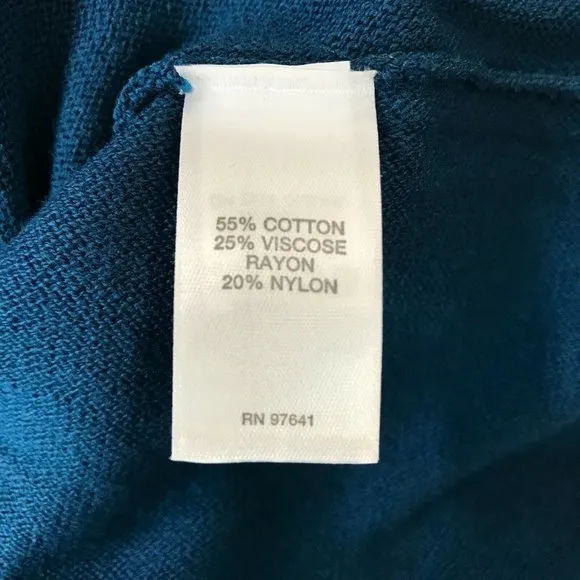 55% COTTON
25% VISCOSE
RAYON
20% NYLON
RN 97641